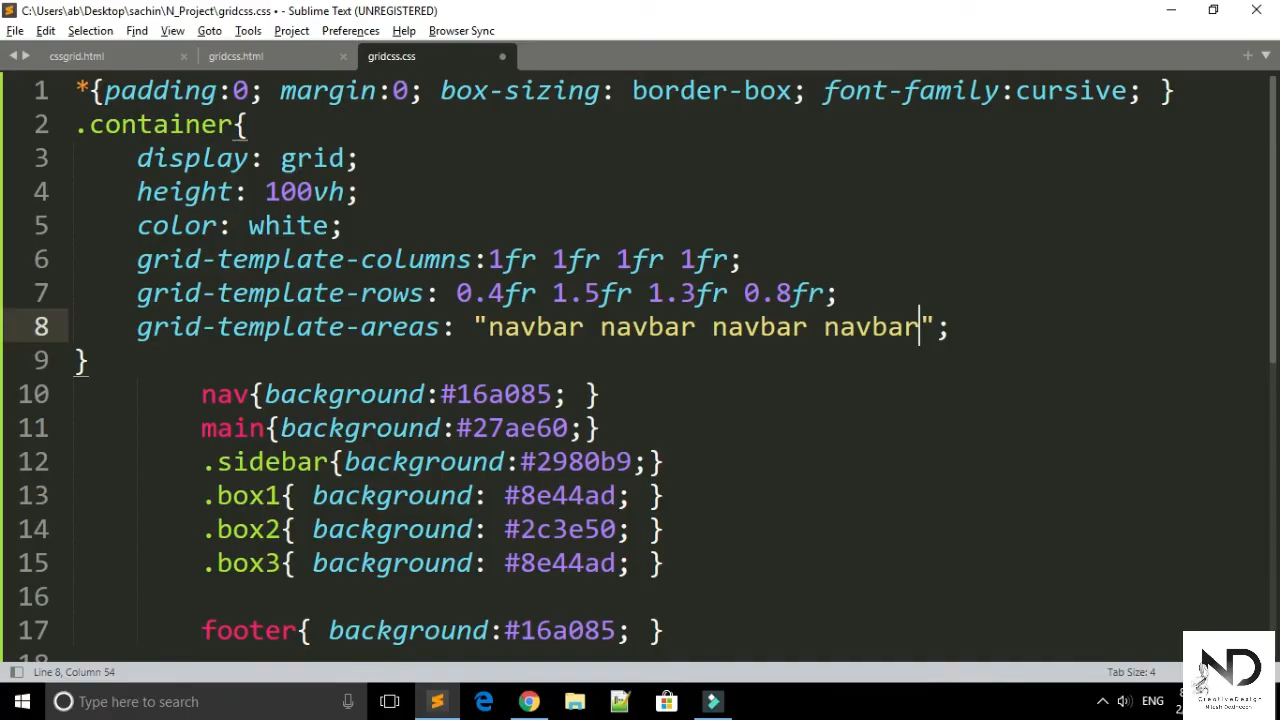 C:\Users\ab\Desktop\sachin\N_Project\gridcss.css • - Sublime Text (UNREGISTERED)
File Edit Selection Find View Goto Tools Project Preferences Help Browser Sync
cssgrid.html gridcss.html gridcss.css
1 *{padding:0; margin:0; box-sizing: border-box; font-family:cursive; }
2 .container{
3 display: grid;
4 height: 100vh;
5 color: white;
6 grid-template-columns:1fr 1fr 1fr 1fr;
7 grid-template-rows: 0.4fr 1.5fr 1.3fr 0.8fr;
8 grid-template-areas: "navbar navbar navbar navbar";
9 }
10 nav{background:#16a085; }
11 main{background:#27ae60;}
12 .sidebar{background:#2980b9;}
13 .box1{ background: #8e44ad; }
14 .box2{ background: #2c3e50; }
15 .box3{ background: #8e44ad; }
16
17 footer{ background:#16a085; }
Line 8, Column 54 Tab Size: 4
ND
CreativeDesign
Type here to search ENG